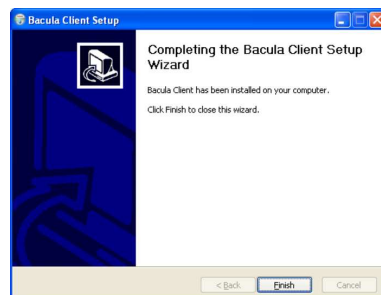 Bacula Client Setup
Completing the Bacula Client Setup
Wizard
Bacula Client has been installed on your computer.
Click Finish to close this wizard.
< Back
Finish
Cancel